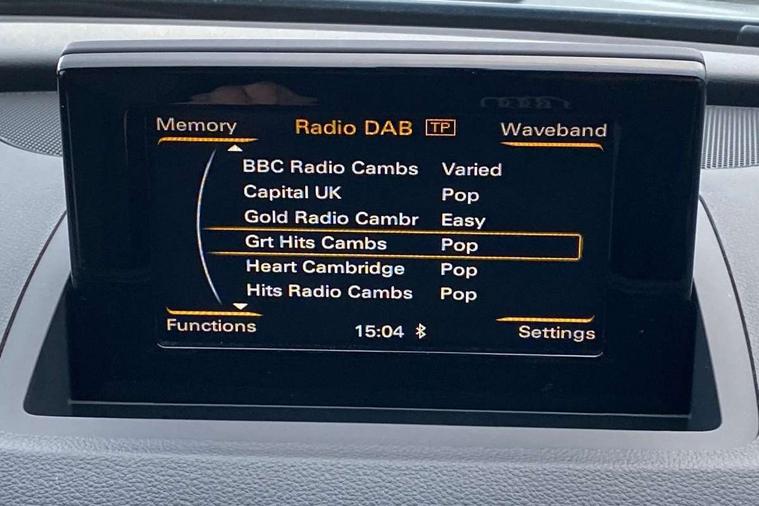 Memory Radio DAB TP Waveband
BBC Radio Cambs Varied
Capital UK Pop
Gold Radio Cambr Easy
Grt Hits Cambs Pop
Heart Cambridge Pop
Hits Radio Cambs Pop
Functions 15:04 Settings